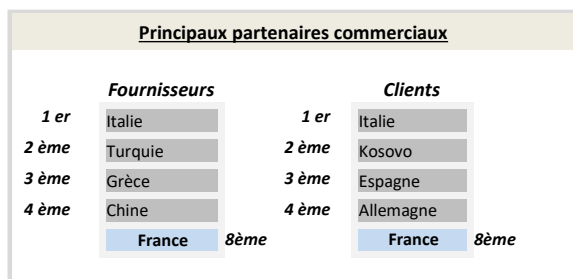 Principaux partenaires commerciaux
Fournisseurs Clients
1 er Italie 1 er Italie
2 ème Turquie 2 ème Kosovo
3 ème Grèce 3 ème Espagne
4 ème Chine 4 ème Allemagne
France 8ème France 8ème